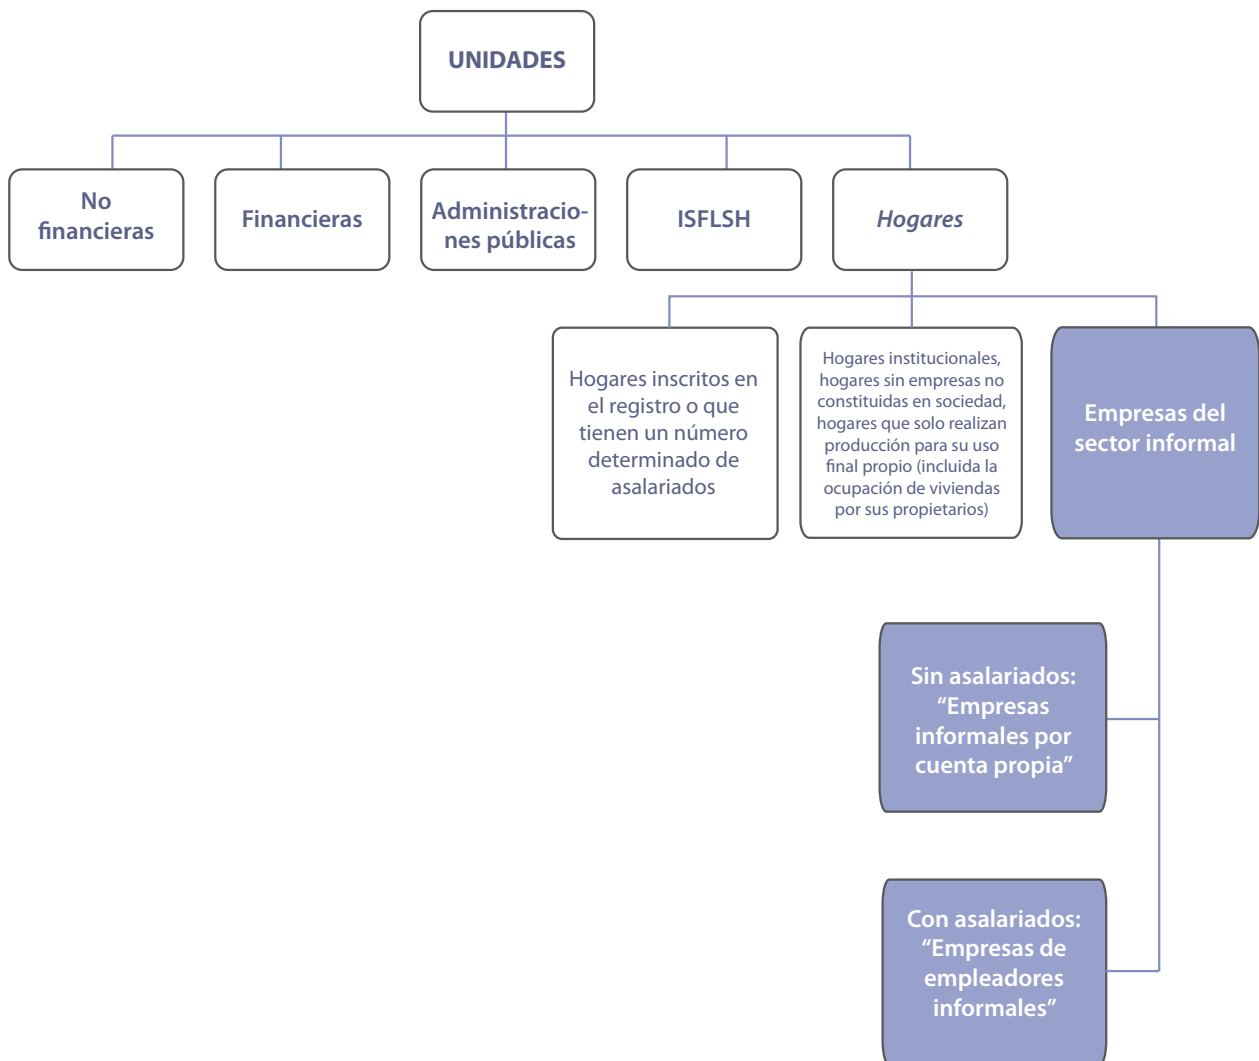 UNIDADES
No
financieras
Financieras
Administracio-
nes públicas
ISFLSH
Hogares
Hogares inscritos en
el registro o que
tienen un número
determinado de
asalariados
Hogares institucionales,
hogares sin empresas no
constituidas en sociedad,
hogares que solo realizan
producción para su uso
final propio (incluida la
ocupación de viviendas
por sus propietarios)
Empresas del
sector informal
Sin asalariados:
“Empresas
informales por
cuenta propia”
Con asalariados:
“Empresas de
empleadores
informales”